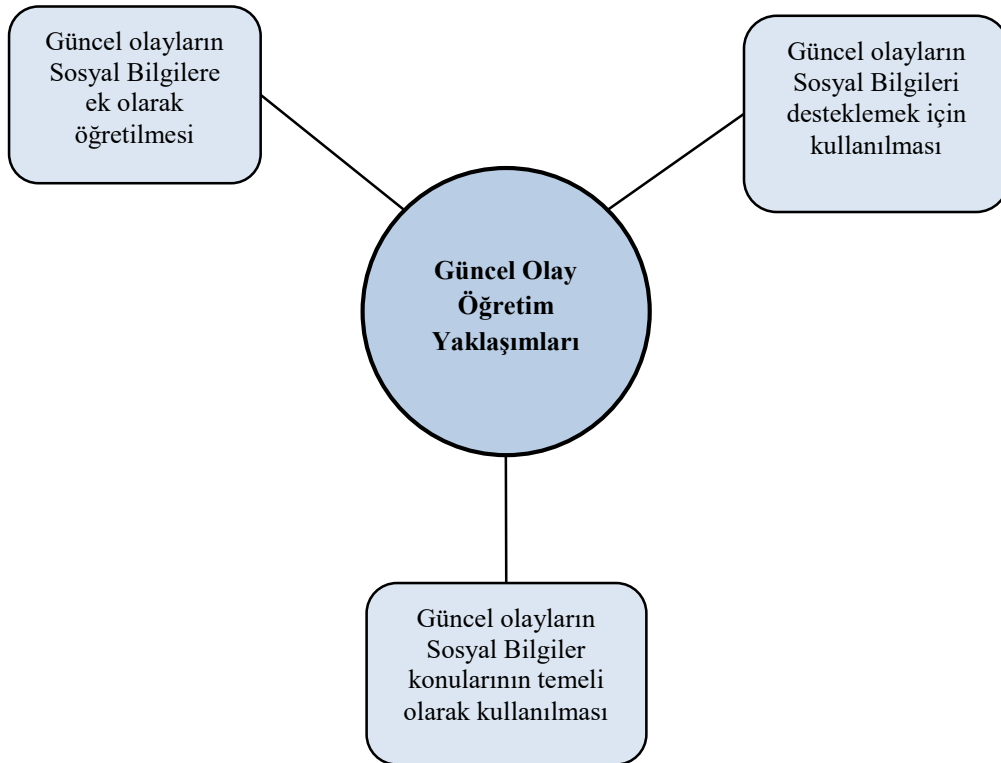 Güncel olayların
Sosyal Bilgilere
ek olarak
öğretilmesi
Güncel olayların
Sosyal Bilgileri
desteklemek için
kullanılması
Güncel Olay
Öğretim
Yaklaşımları
Güncel olayların
Sosyal Bilgiler
konularının temeli
olarak kullanılması